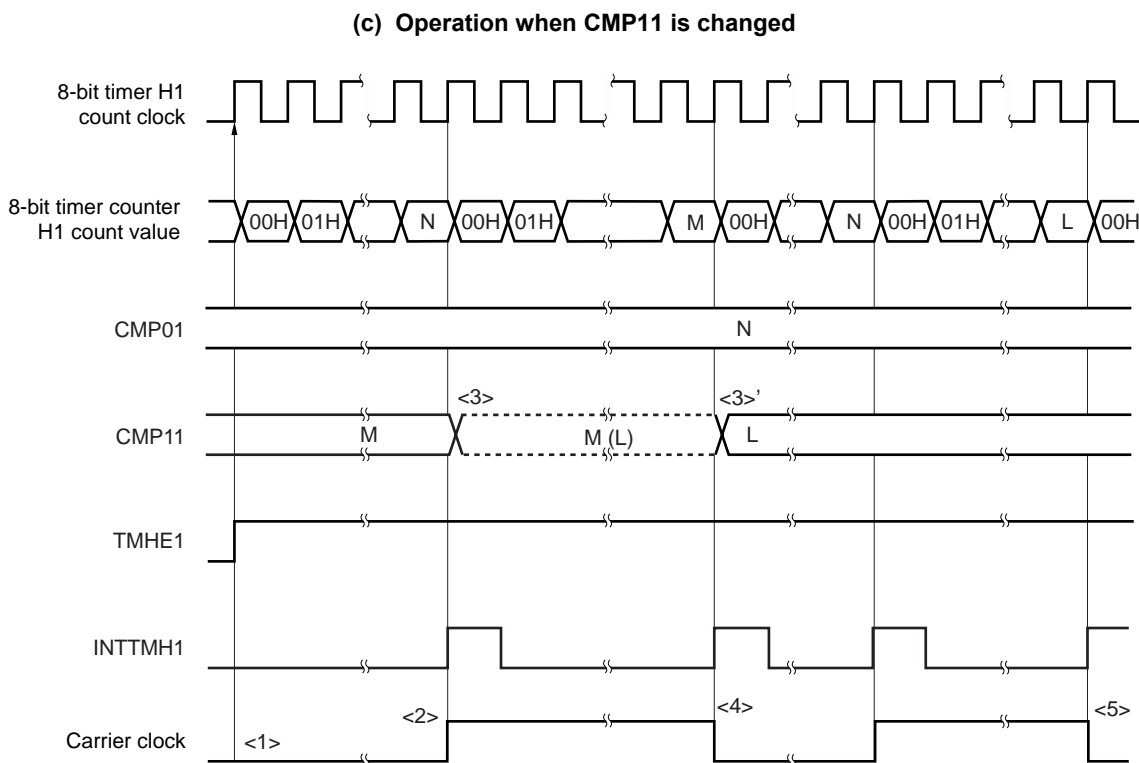 (c) Operation when CMP11 is changed
8-bit timer H1
count clock
8-bit timer counter
H1 count value
00H 01H N 00H 01H M 00H N 00H 01H L 00H
CMP01
N
<3> <3>’
CMP11
M M (L) L
TMHE1
INTTMH1
<2> <4> <5>
Carrier clock
<1>